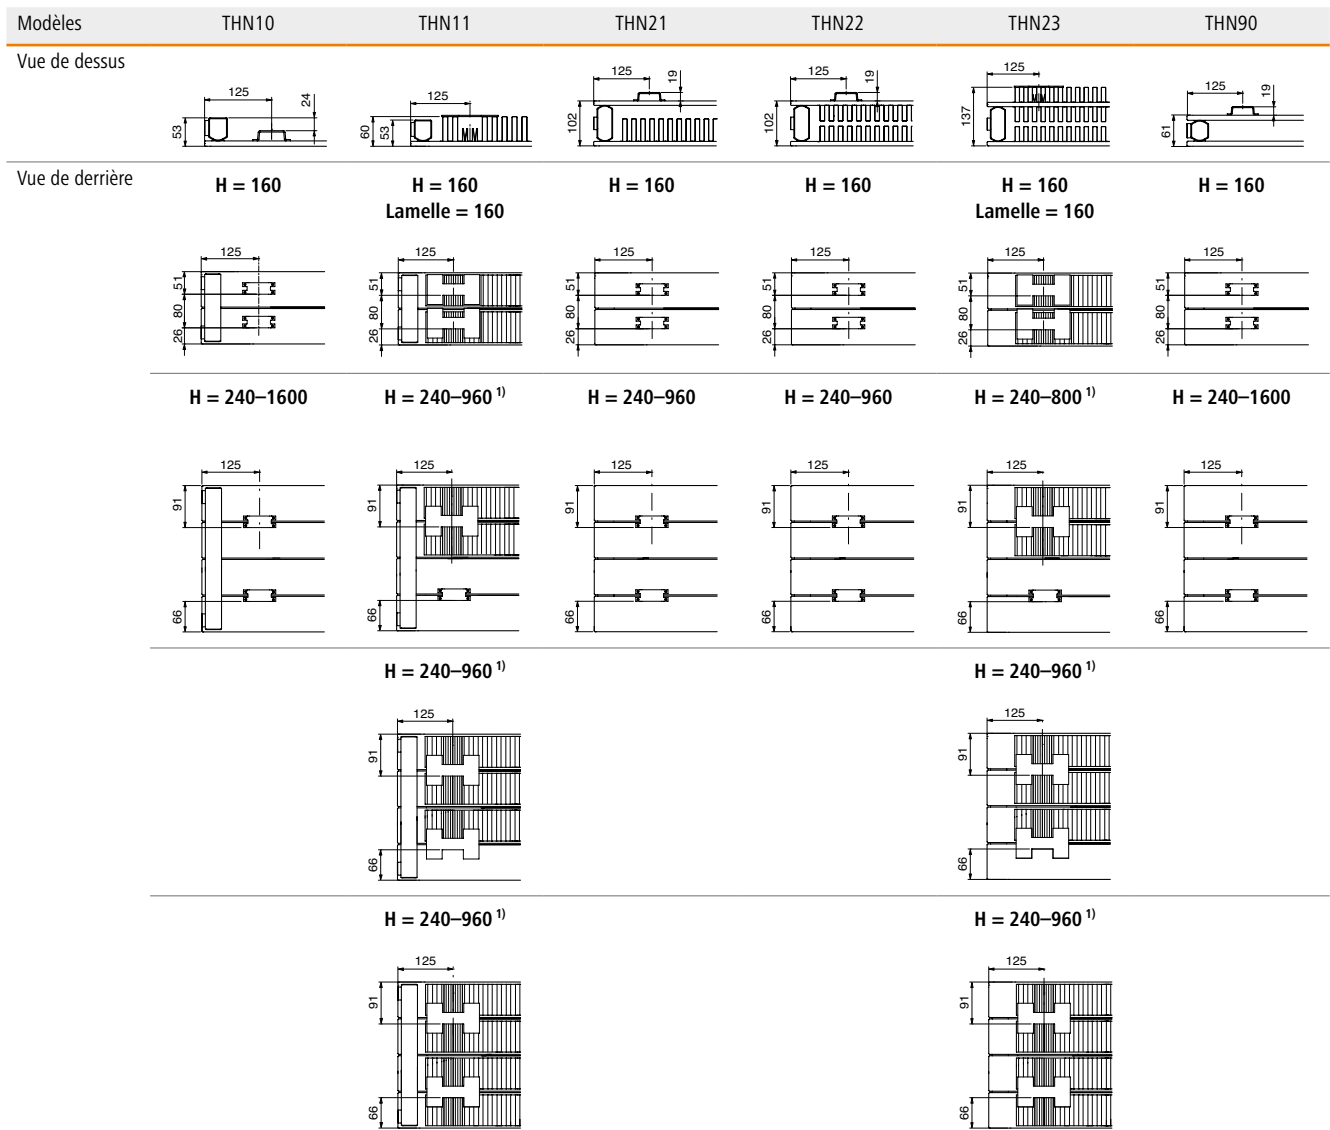 Modèles THN10 THN11 THN21 THN22 THN23 THN90
Vue de dessus
125 24 53
125 60 53
125 19 102
125 19 102
125 137
125 19 61
Vue de derrière
H = 160 H = 160 H = 160 H = 160 H = 160 H = 160
Lamelle = 160 Lamelle = 160
125 125 125 125 125 125
51 51 51 51 51 51
80 80 80 80 80 80
26 26 26 26 26 26
H = 240–1600 H = 240–960 1) H = 240–960 H = 240–960 H = 240–800 1) H = 240–1600
125 125 125 125 125 125
91 91 91 91 91 91
66 66 66 66 66 66
H = 240–960 1) H = 240–960 1)
125 125
91 91
66 66
H = 240–960 1) H = 240–960 1)
125 125
91 91
66 66